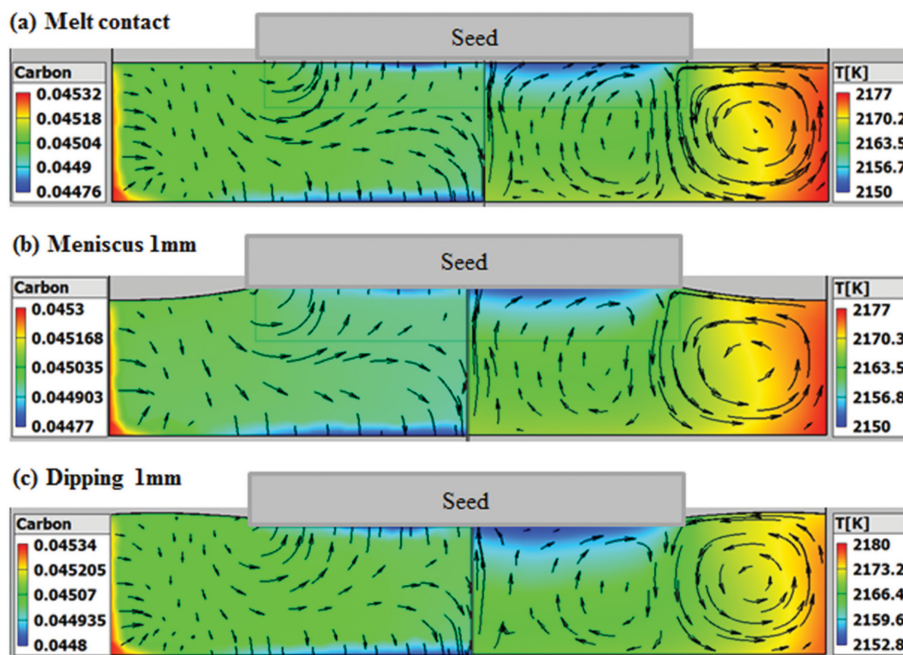 (a) Melt contact
Seed
Carbon
0.04532
0.04518
0.04504
0.0449
0.04476
T[K]
2177
2170.2
2163.5
2156.7
2150
(b) Meniscus 1mm
Seed
Carbon
0.0453
0.045168
0.045035
0.044903
0.04477
T[K]
2177
2170.3
2163.5
2156.8
2150
(c) Dipping 1mm
Seed
Carbon
0.04534
0.045205
0.04507
0.044935
0.0448
T[K]
2180
2173.2
2166.4
2159.6
2152.8